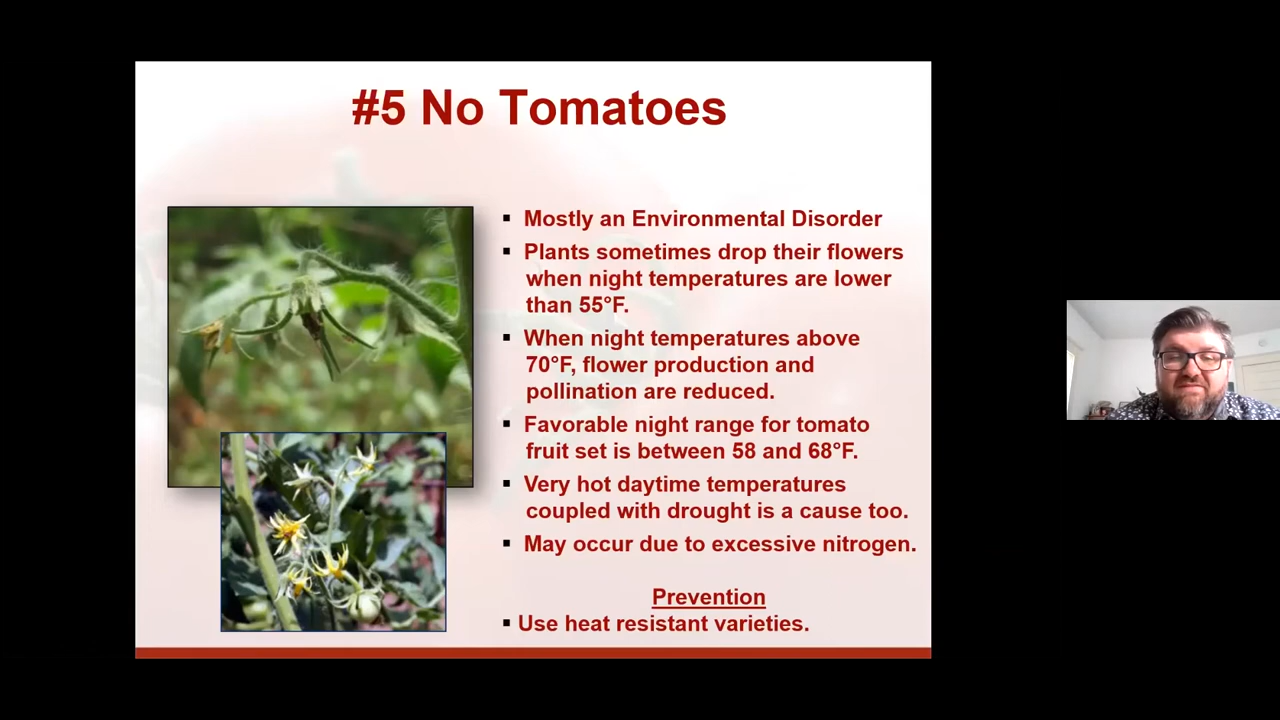 #5 No Tomatoes
▪ Mostly an Environmental Disorder
▪ Plants sometimes drop their flowers
when night temperatures are lower
than 55°F.
▪ When night temperatures above
70°F, flower production and
pollination are reduced.
▪ Favorable night range for tomato
fruit set is between 58 and 68°F.
▪ Very hot daytime temperatures
coupled with drought is a cause too.
▪ May occur due to excessive nitrogen.
Prevention
▪ Use heat resistant varieties.